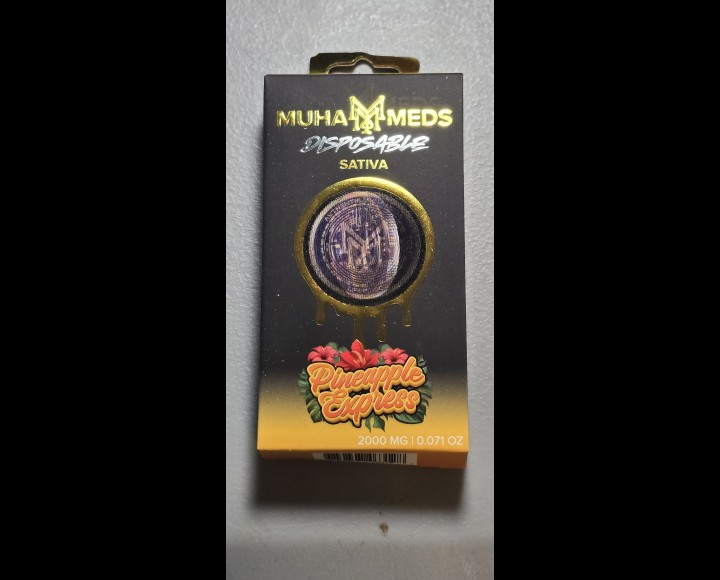 MUHA MEDS
DISPOSABLE
SATIVA
Pineapple
Express
2000 MG | 0.071 OZ